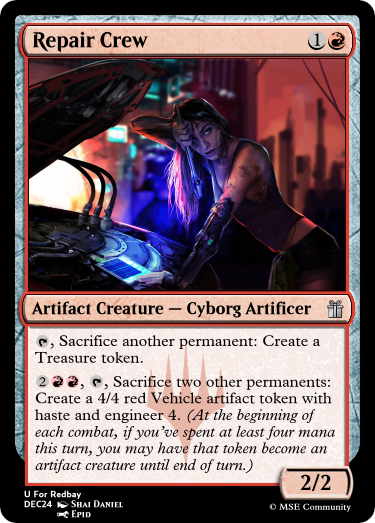 Repair Crew 1
, Sacrifice another permanent: Create a
Treasure token.
2 , , Sacrifice two other permanents:
Create a 4/4 red Vehicle artifact token with
haste and engineer 4. (At the beginning of
each combat, if you've spent at least four mana
this turn, you may have that token become an
artifact creature until end of turn.)
Artifact Creature — Cyborg Artificer
2/2
U For Redbay
DEC24 Shai Daniel
Epid
© MSE Community